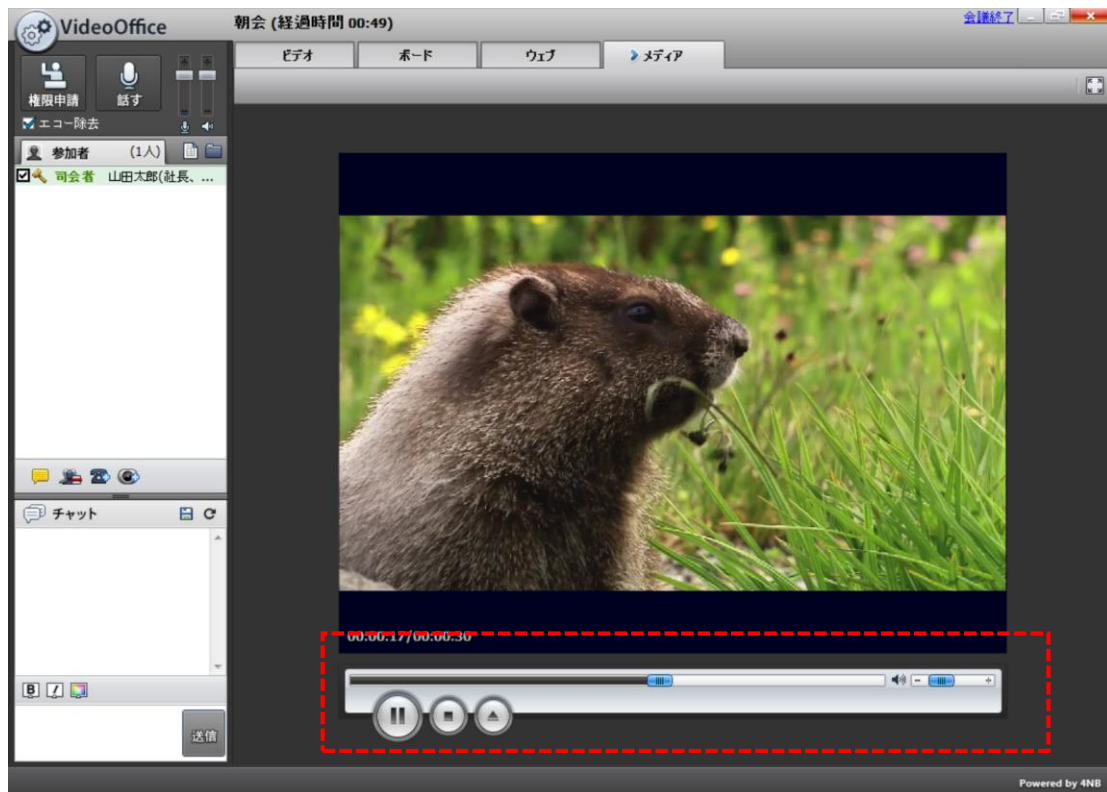 VideoOffice
朝会 (経過時間 00:49)
会議終了
ビデオ
ボード
ウェブ
メディア
権限申請
話す
エコー除去
参加者 (1人)
司会者 山田太郎(社長、...
チャット
B I
送信
00:00:17/00:00:30
Powered by 4NB